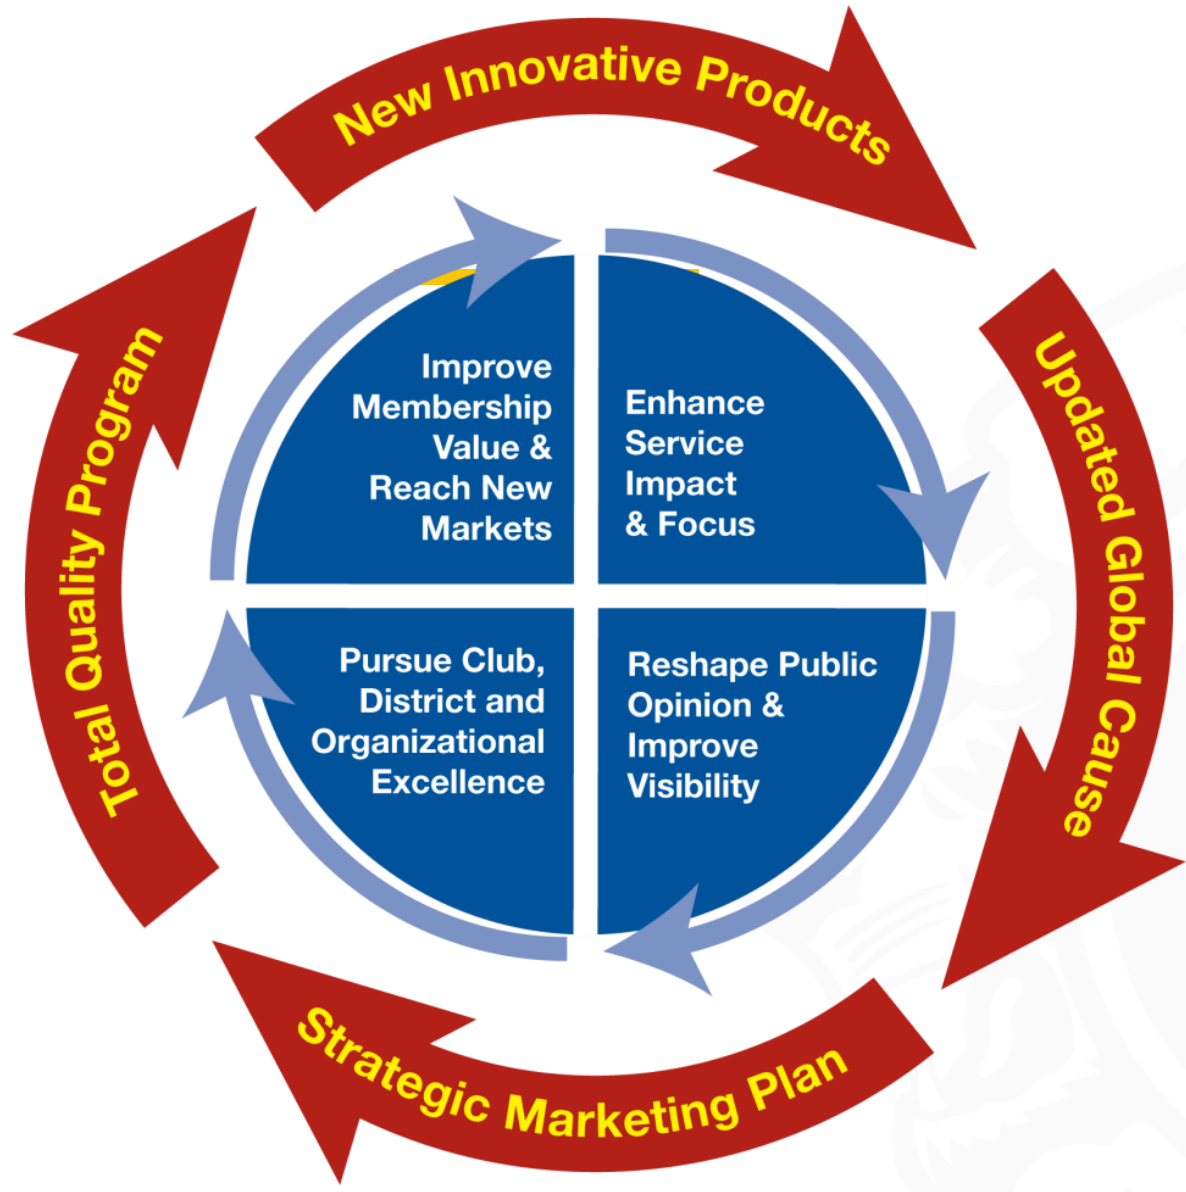 New Innovative Products
Updated Global Cause
Strategic Marketing Plan
Total Quality Program
Improve
Membership
Value &
Reach New
Markets
Enhance
Service
Impact
& Focus
Pursue Club,
District and
Organizational
Excellence
Reshape Public
Opinion &
Improve
Visibility